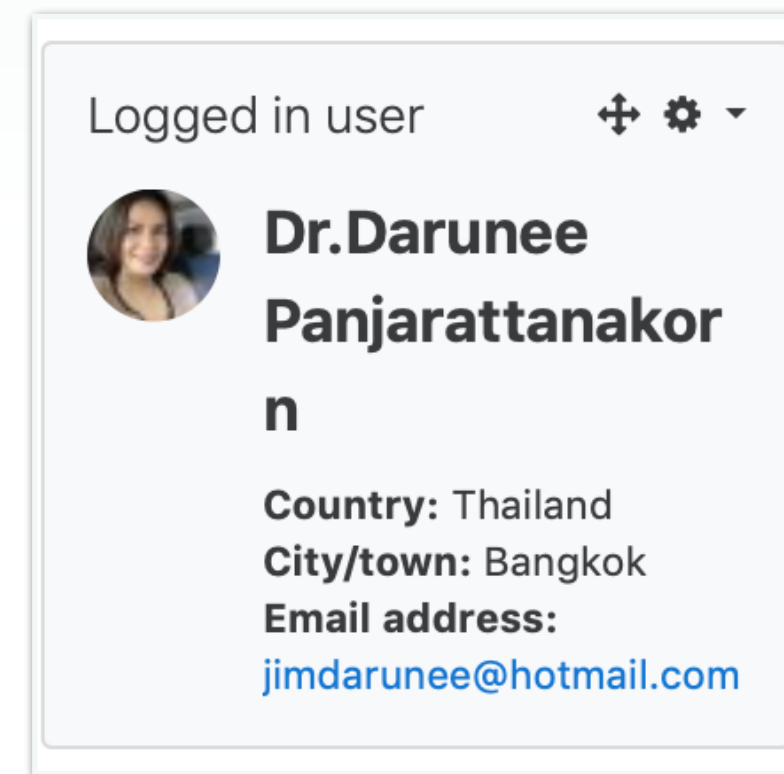 Logged in user
Dr.Darunee
Panjarattanakor
n
Country: Thailand
City/town: Bangkok
Email address:
jimdarunee@hotmail.com